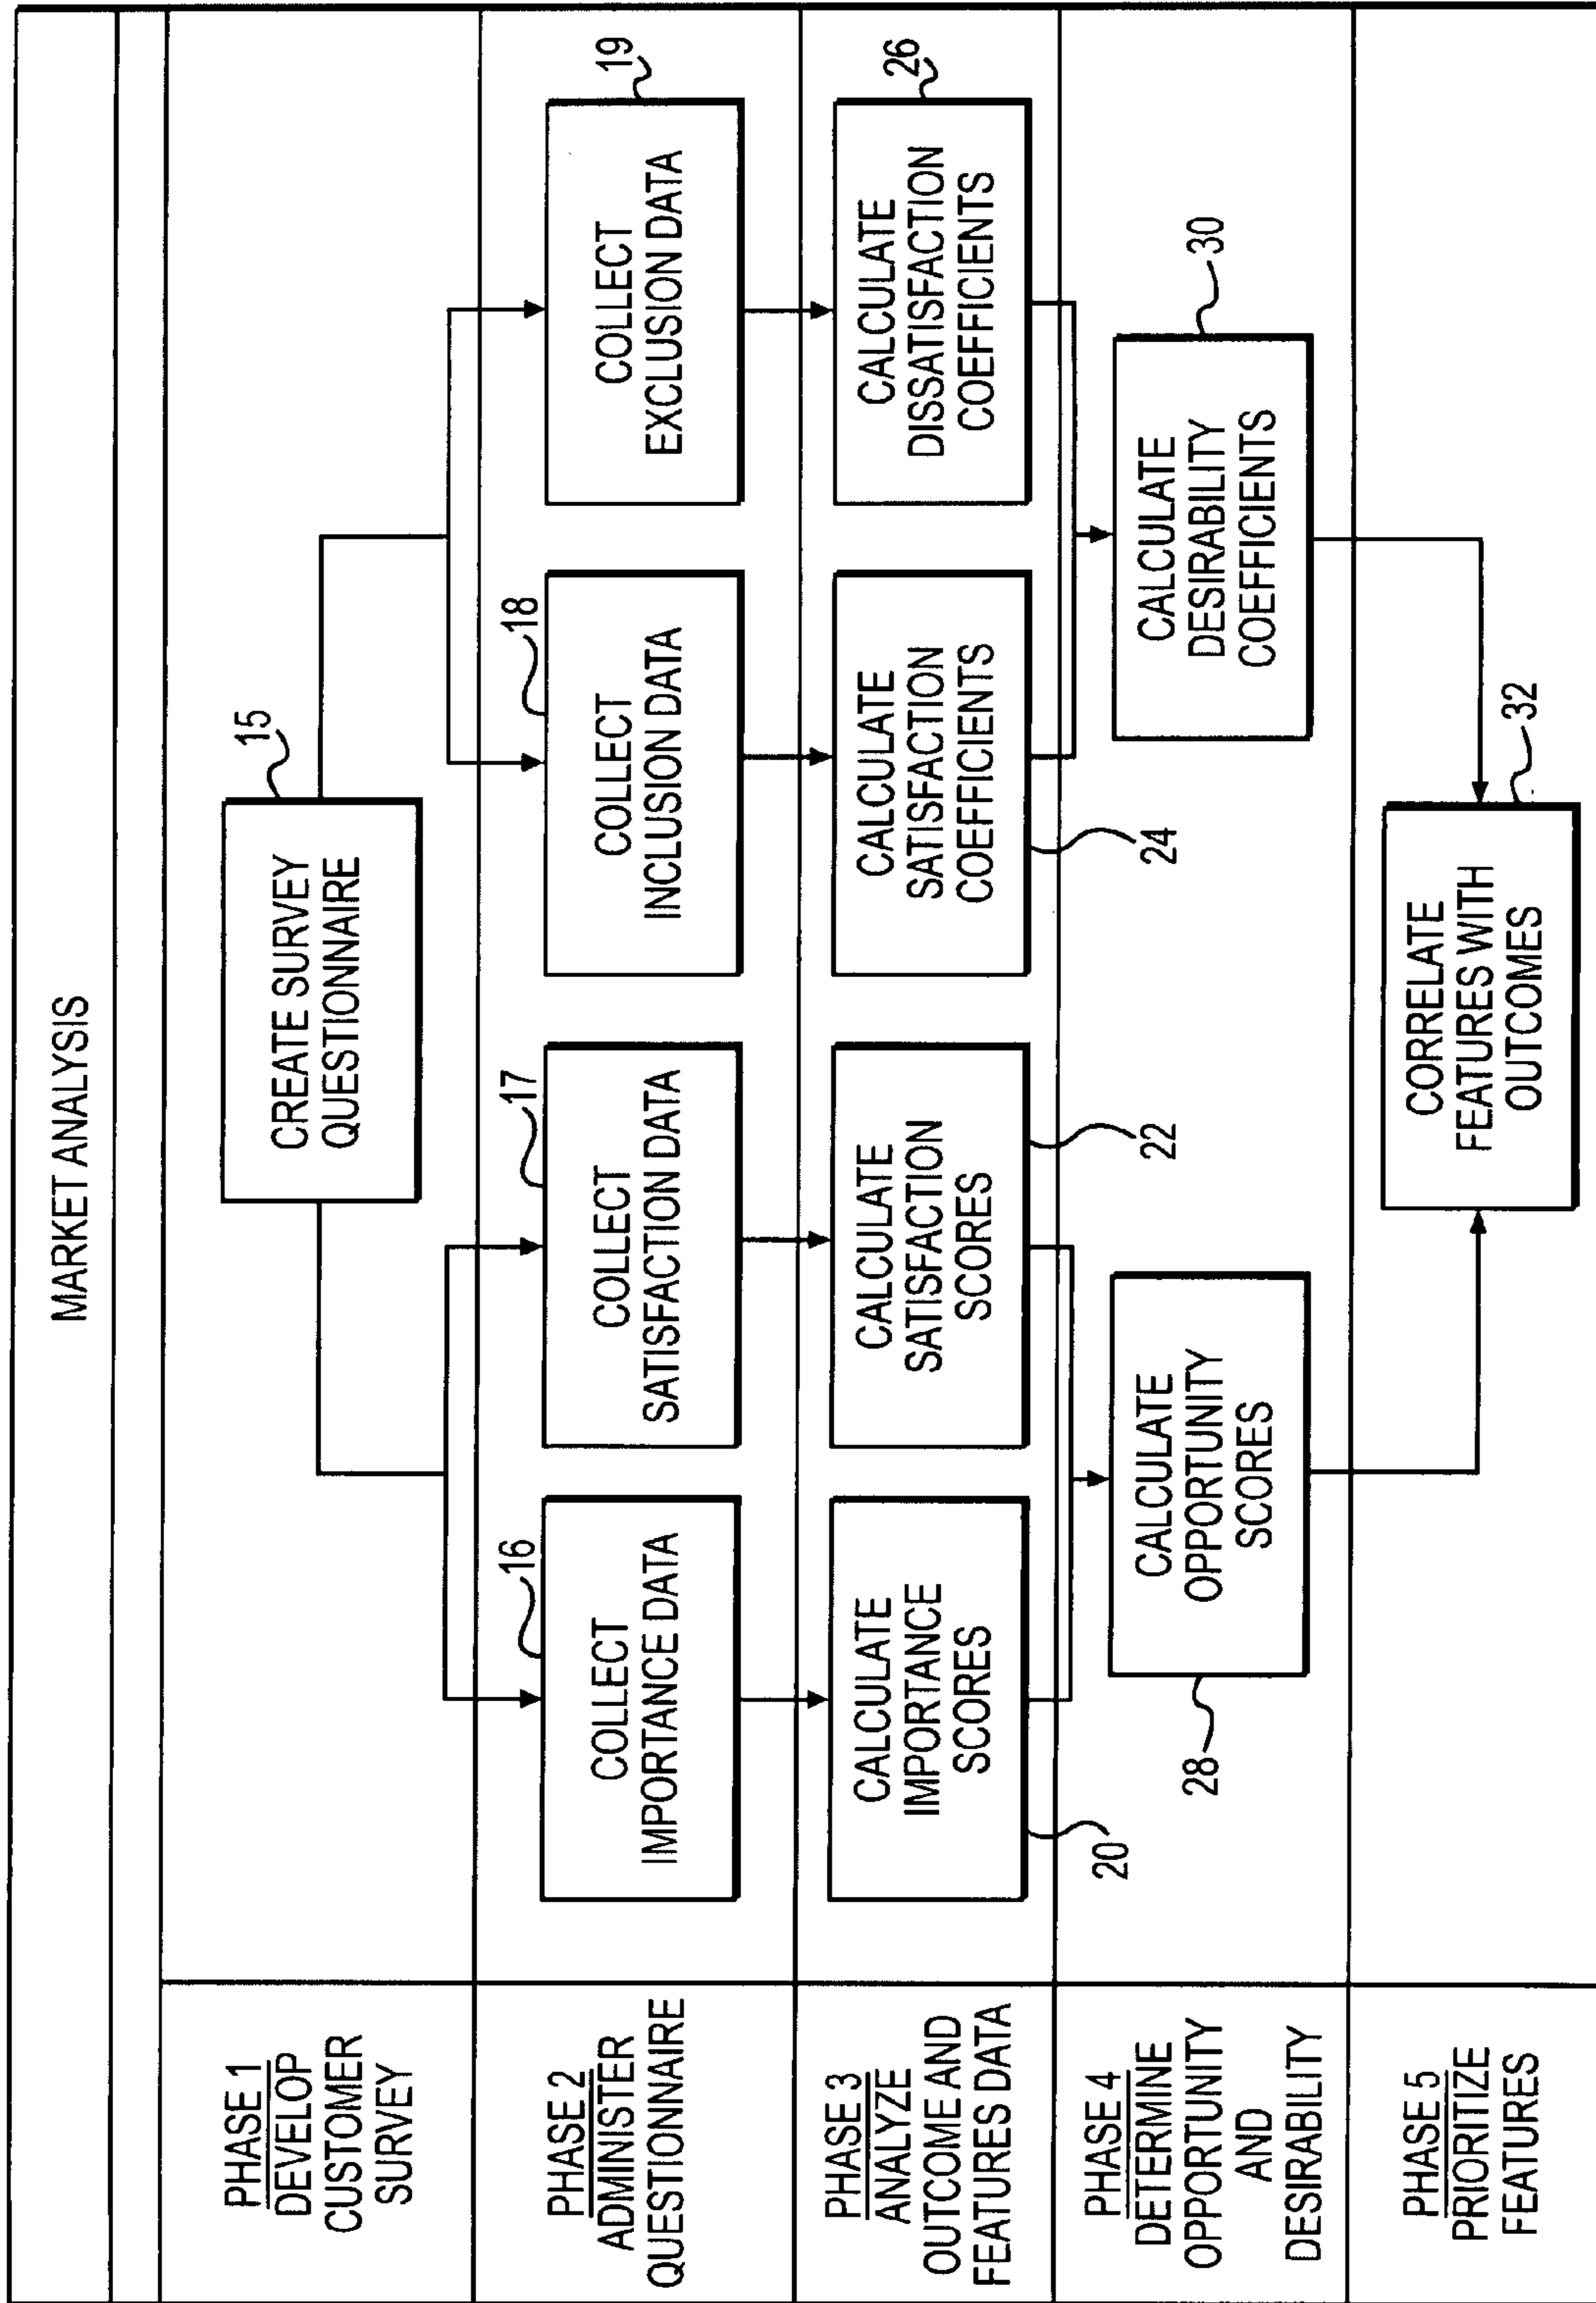 MARKET ANALYSIS
PHASE 1
DEVELOP
CUSTOMER
SURVEY
CREATE SURVEY
QUESTIONNAIRE
15
PHASE 2
ADMINISTER
QUESTIONNAIRE
COLLECT
IMPORTANCE DATA
16
COLLECT
SATISFACTION DATA
17
COLLECT
INCLUSION DATA
18
COLLECT
EXCLUSION DATA
19
PHASE 3
ANALYZE
OUTCOME AND
FEATURES DATA
CALCULATE
IMPORTANCE
SCORES
20
CALCULATE
SATISFACTION
SCORES
22
CALCULATE
SATISFACTION
COEFFICIENTS
24
CALCULATE
DISSATISFACTION
COEFFICIENTS
26
PHASE 4
DETERMINE
OPPORTUNITY
AND
DESIRABILITY
CALCULATE
OPPORTUNITY
SCORES
28
CALCULATE
DESIRABILITY
COEFFICIENTS
30
PHASE 5
PRIORITIZE
FEATURES
CORRELATE
FEATURES WITH
OUTCOMES
32